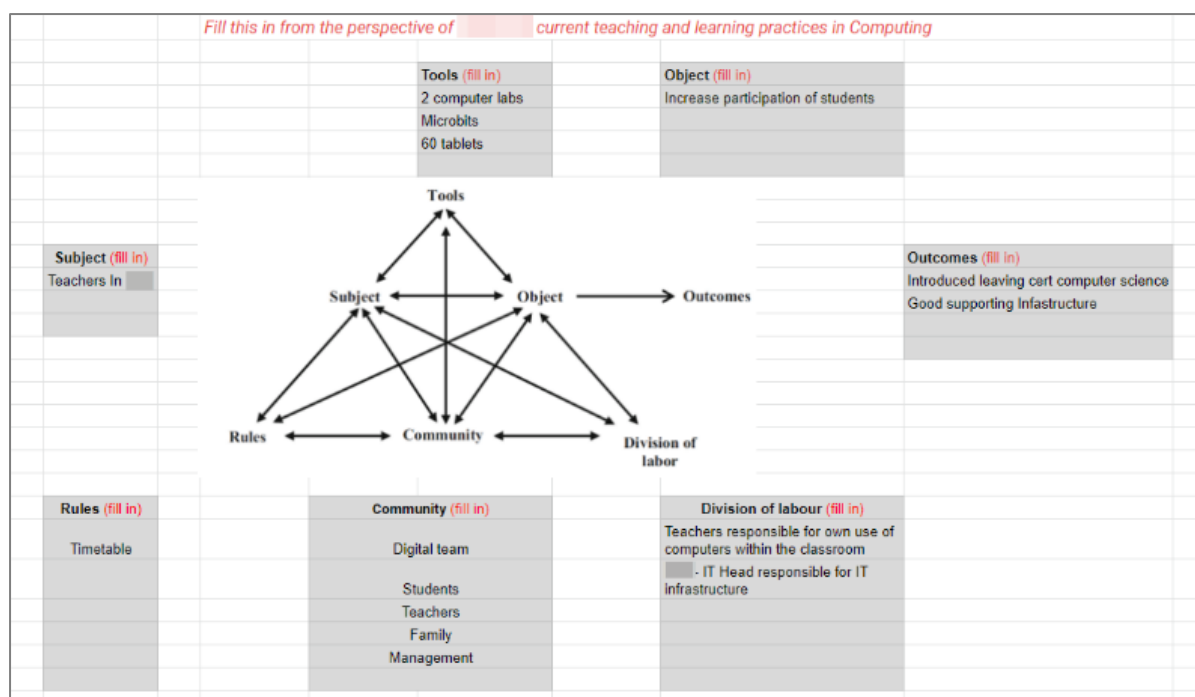 Fill this in from the perspective of current teaching and learning practices in Computing
Tools (fill in)
2 computer labs
Microbits
60 tablets
Object (fill in)
Increase participation of students
Subject (fill in)
Teachers In
Tools
Subject
Object
Outcomes
Rules
Community
Division of
labor
Outcomes (fill in)
Introduced leaving cert computer science
Good supporting Infastructure
Rules (fill in)
Timetable
Community (fill in)
Digital team
Students
Teachers
Family
Management
Division of labour (fill in)
Teachers responsible for own use of
computers within the classroom
- IT Head responsible for IT
infrastructure